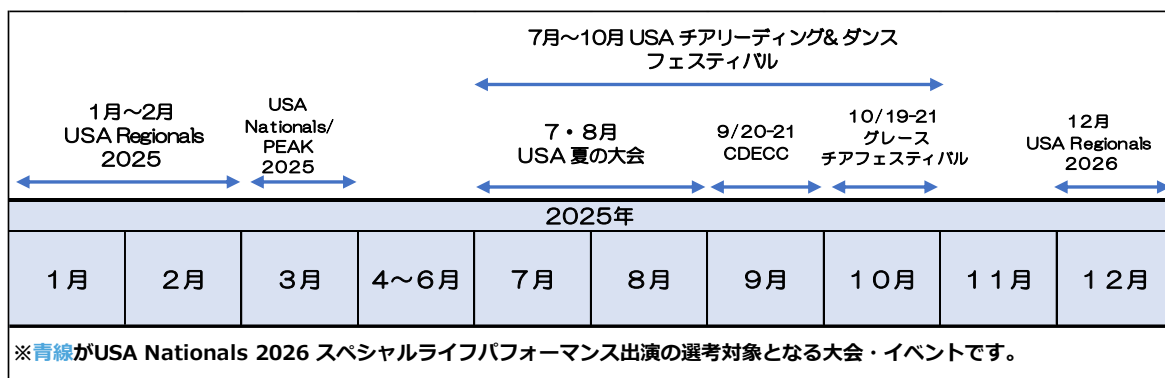 7月～10月 USA チアリーディング& ダンス
フェスティバル
1月～2月
USA Regionals
2025
USA
Nationals/
PEAK
2025
7・8月
USA 夏の大会
9/20-21
CDECC
10/19-21
グレース
チアフェスティバル
12月
USA Regionals
2026
2025年
1月
2月
3月
4～6月
7月
8月
9月
10月
11月
12月
※青線がUSA Nationals 2026 スペシャルライフパフォーマンス出演の選考対象となる大会・イベントです。